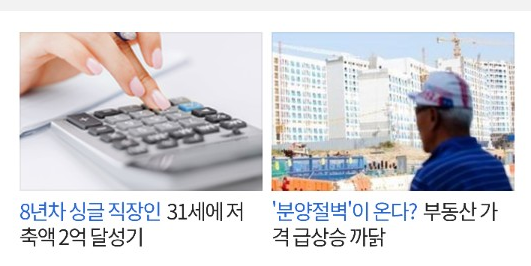 8년차 싱글 직장인 31세에 저
축액 2억 달성기
'분양절벽'이 온다? 부동산 가
격 급상승 까닭